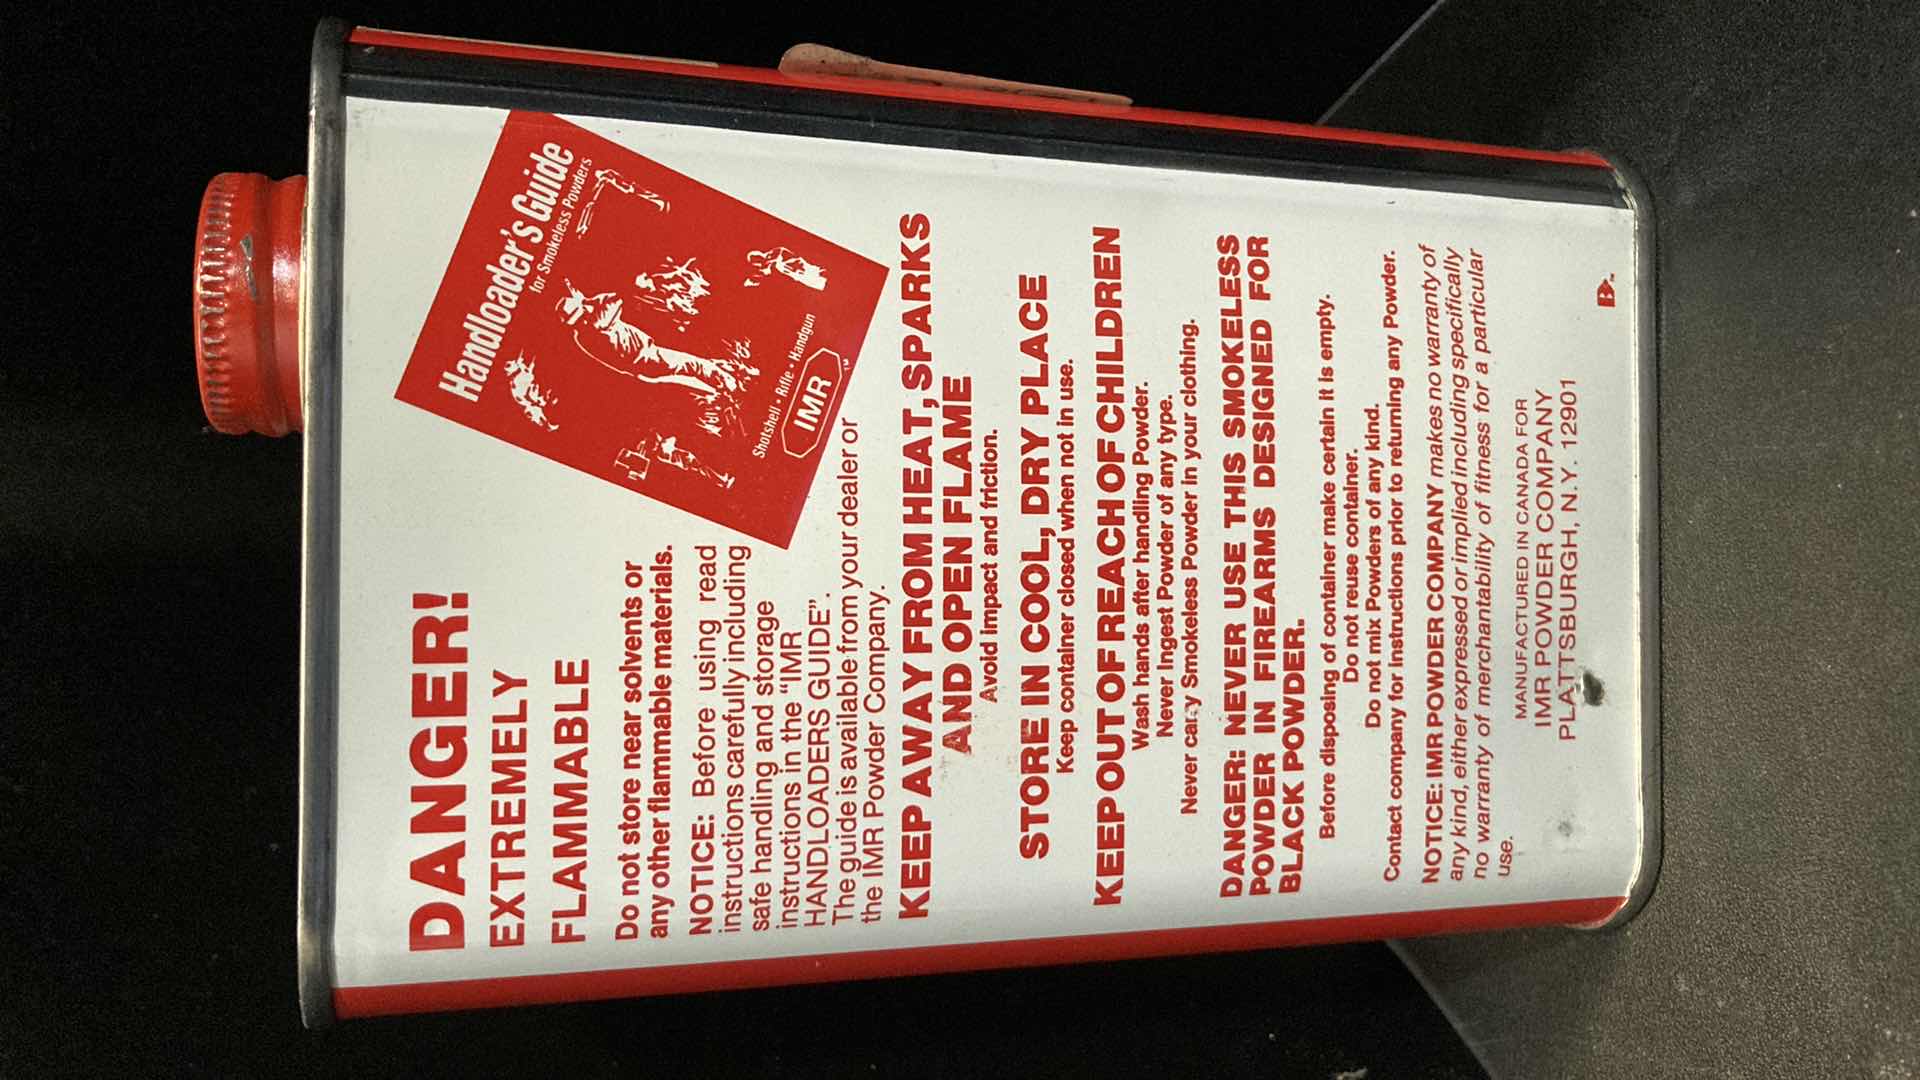 DANGER!
EXTREMELY
FLAMMABLE
Handloader's Guide
for Smokeless Powders
Shotshell • Rifle • Handgun
IMR
TM
Do not store near solvents or
any other flammable materials.
NOTICE: Before using read
instructions carefully including
safe handling and storage
instructions in the "IMR
HANDLOADERS GUIDE".
The guide is available from your dealer or
the IMR Powder Company.
KEEP AWAY FROM HEAT, SPARKS
AND OPEN FLAME
Avoid impact and friction.
STORE IN COOL, DRY PLACE
Keep container closed when not in use.
KEEP OUT OF REACH OF CHILDREN
Wash hands after handling Powder.
Never Ingest Powder of any type.
Never carry Smokeless Powder in your clothing.
DANGER: NEVER USE THIS SMOKELESS
POWDER IN FIREARMS DESIGNED FOR
BLACK POWDER.
Before disposing of container make certain it is empty.
Do not reuse container.
Do not mix Powders of any kind.
Contact company for instructions prior to returning any Powder.
NOTICE: IMR POWDER COMPANY makes no warranty of
any kind, either expressed or implied including specifically
no warranty of merchantability of fitness for a particular
use.
MANUFACTURED IN CANADA FOR
IMR POWDER COMPANY
PLATTSBURGH, N.Y. 12901